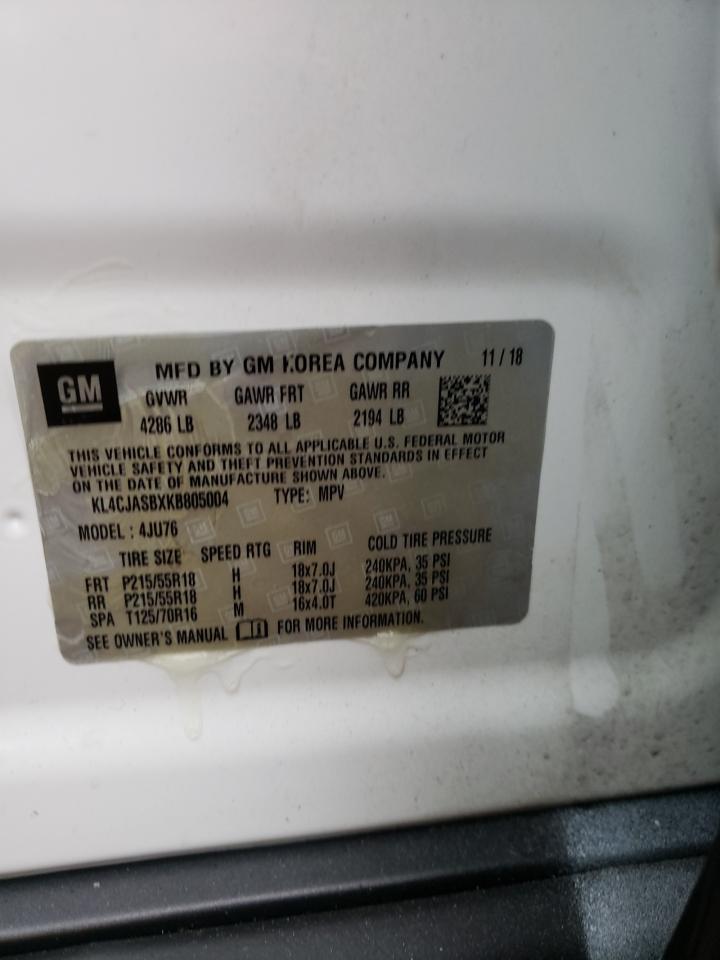 GM
MFD BY GM KOREA COMPANY 11/18
GVWR GAWR FRT GAWR RR
4286 LB 2348 LB 2194 LB
THIS VEHICLE CONFORMS TO ALL APPLICABLE U.S. FEDERAL MOTOR
VEHICLE SAFETY AND THEFT PREVENTION STANDARDS IN EFFECT
ON THE DATE OF MANUFACTURE SHOWN ABOVE.
KL4CJASBXKB805004 TYPE: MPV
MODEL: 4JU76
TIRE SIZE SPEED RTG RIM COLD TIRE PRESSURE
FRT P215/55R18 H 18x7.0J 240KPA, 35 PSI
RR P215/55R18 H 18x7.0J 240KPA, 35 PSI
SPA T125/70R16 M 16x4.0T 420KPA, 60 PSI
SEE OWNER'S MANUAL FOR MORE INFORMATION.